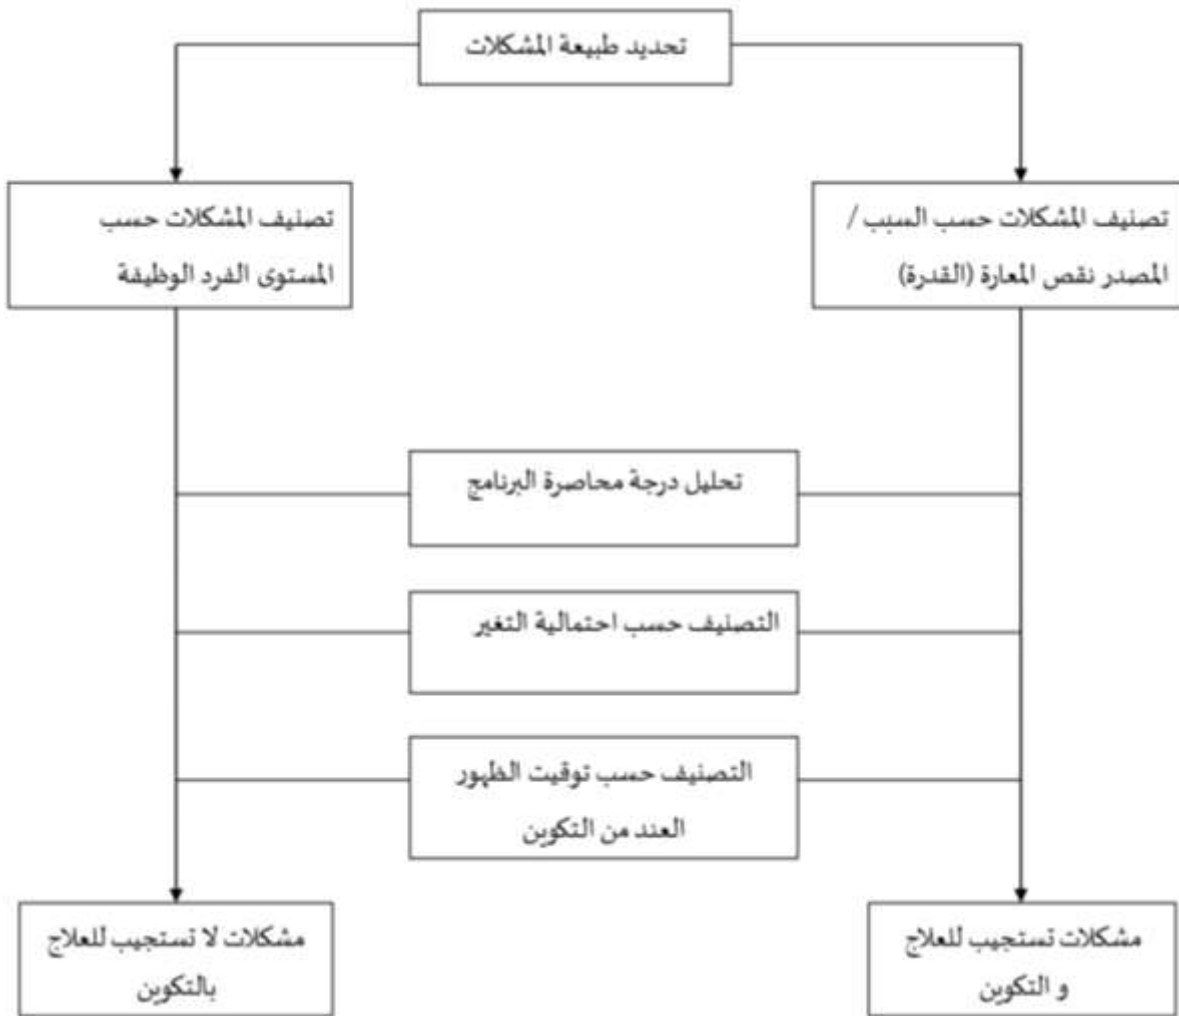 تحديد طبيعة المشكلات
تصنيف المشكلات حسب السبب /
المصدر نقص المعارة (القدرة)
تصنيف المشكلات حسب
المستوى الفرد الوظيفة
تحليل درجة محاصرة البرنامج
التصنيف حسب احتمالية التغير
التصنيف حسب توقيت الظهور
العند من التكوين
مشكلات تستجيب للعلاج
و التكوين
مشكلات لا تستجيب للعلاج
بالتكوين